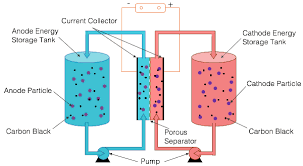 - +
Current Collector
Anode Energy
Storage Tank
Cathode Energy
Storage Tank
Anode Particle
Cathode Particle
Carbon Black
Porous
Separator
Carbon Black
Pump